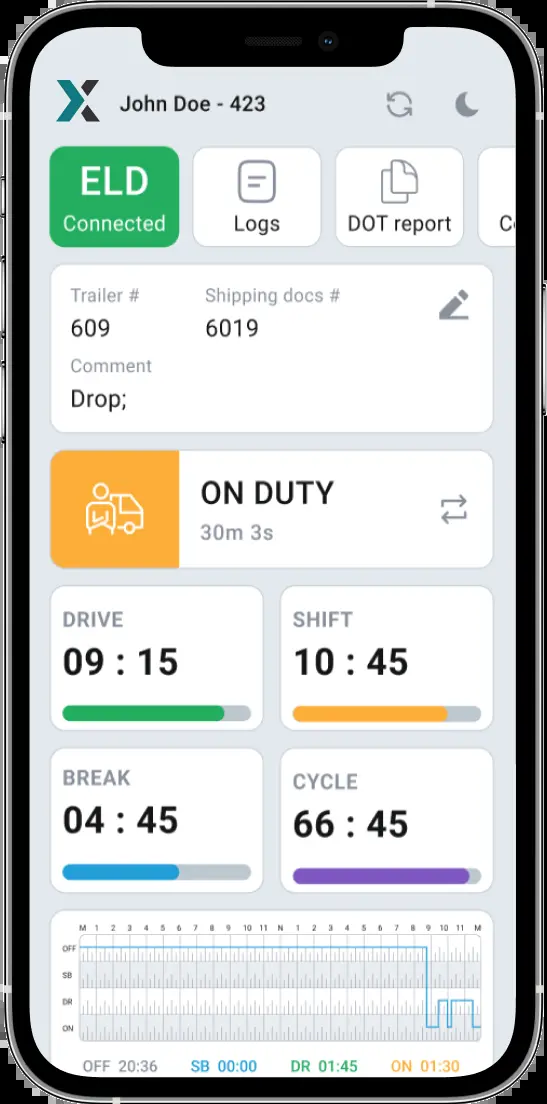 John Doe - 423
ELD
Connected
Logs
DOT report
Trailer #
Shipping docs #
609
6019
Comment
Drop;
ON DUTY
30m 3s
DRIVE
09 : 15
SHIFT
10 : 45
BREAK
04 : 45
CYCLE
66 : 45
M 1 2 3 4 5 6 7 8 9 10 11 N 1 2 3 4 5 6 7 8 9 10 11 M
OFF
SB
DR
ON
OFF 20:36
SB 00:00
DR 01:45
ON 01:30